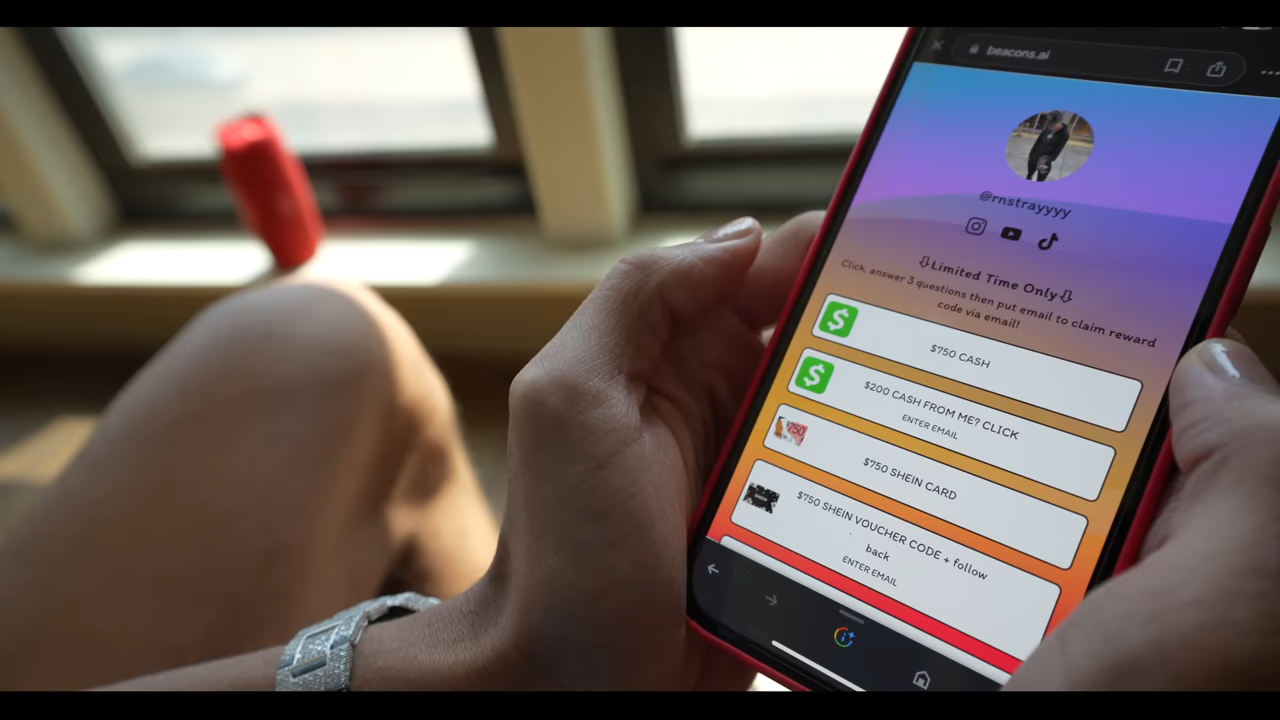 beacons.ai
@rnstrayyyy
⇩Limited Time Only⇩
Click, answer 3 questions then put email to claim reward
code via email!
$
$750 CASH
$
$200 CASH FROM ME? CLICK
ENTER EMAIL
$750
$750 SHEIN CARD
$750 SHEIN VOUCHER CODE + follow
back
ENTER EMAIL